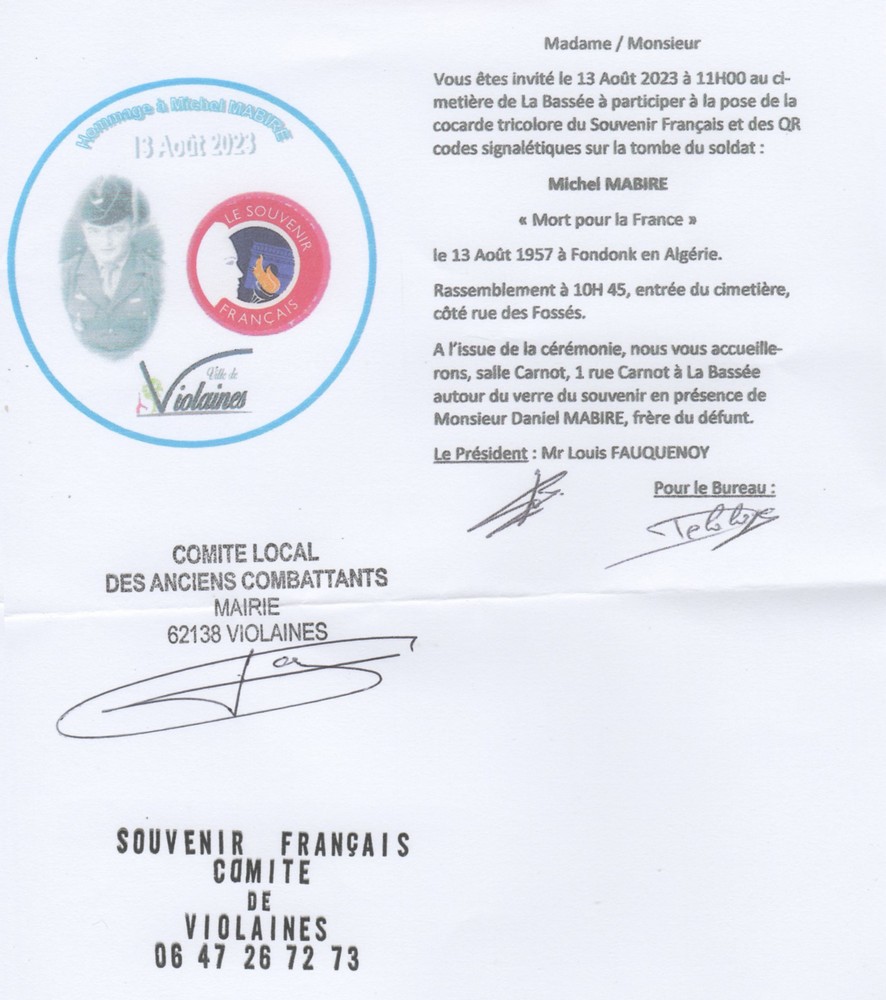 Hommage à Michel MABIRE
13 Août 2023
LE SOUVENIR
FRANÇAIS
Ville de
Violaines
Madame / Monsieur
Vous êtes invité le 13 Août 2023 à 11H00 au ci-
metière de La Bassée à participer à la pose de la
cocarde tricolore du Souvenir Français et des QR
codes signalétiques sur la tombe du soldat :
Michel MABIRE
« Mort pour la France »
le 13 Août 1957 à Fondonk en Algérie.
Rassemblement à 10H 45, entrée du cimetière,
côté rue des Fossés.
A l’issue de la cérémonie, nous vous accueille-
rons, salle Carnot, 1 rue Carnot à La Bassée
autour du verre du souvenir en présence de
Monsieur Daniel MABIRE, frère du défunt.
Le Président : Mr Louis FAUQUENOY
Pour le Bureau :
COMITE LOCAL
DES ANCIENS COMBATTANTS
MAIRIE
62138 VIOLAINES
SOUVENIR FRANÇAIS
COMITE
DE
VIOLAINES
06 47 26 72 73